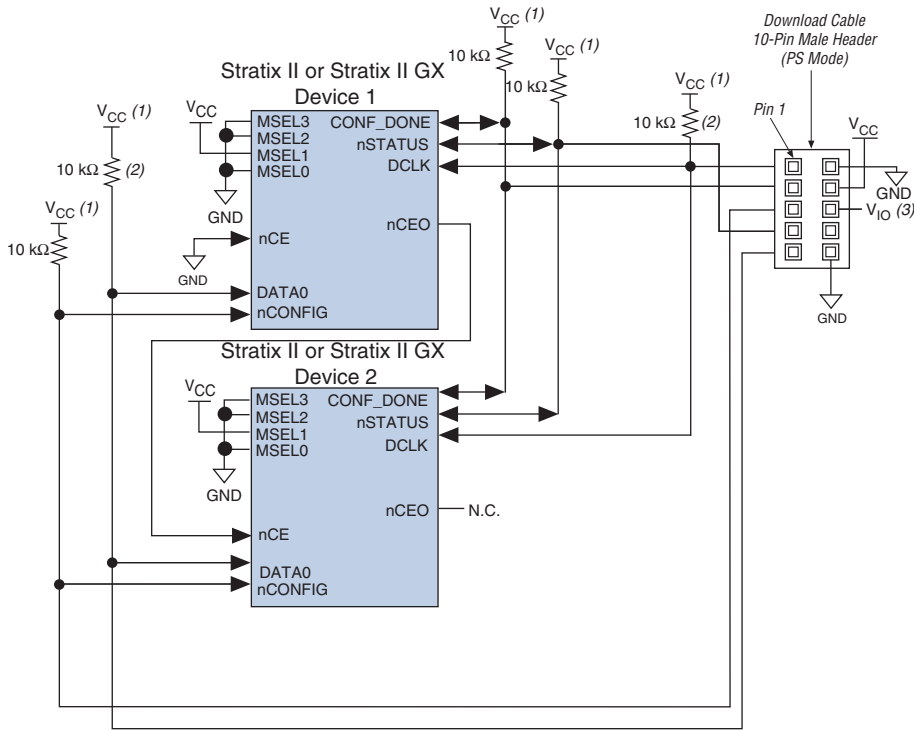 VCC (1)
10 kΩ
VCC (1)
10 kΩ
Download Cable
10-Pin Male Header
(PS Mode)
VCC (1)
10 kΩ
(2)
Pin 1
VCC
GND
VIO (3)
GND
Stratix II or Stratix II GX
Device 1
VCC
MSEL3
MSEL2
MSEL1
MSEL0
GND
CONF_DONE
nSTATUS
DCLK
nCEO
nCE
GND
DATA0
nCONFIG
VCC (1)
10 kΩ
(2)
VCC (1)
10 kΩ
Stratix II or Stratix II GX
Device 2
VCC
MSEL3
MSEL2
MSEL1
MSEL0
GND
CONF_DONE
nSTATUS
DCLK
nCEO
N.C.
nCE
DATA0
nCONFIG